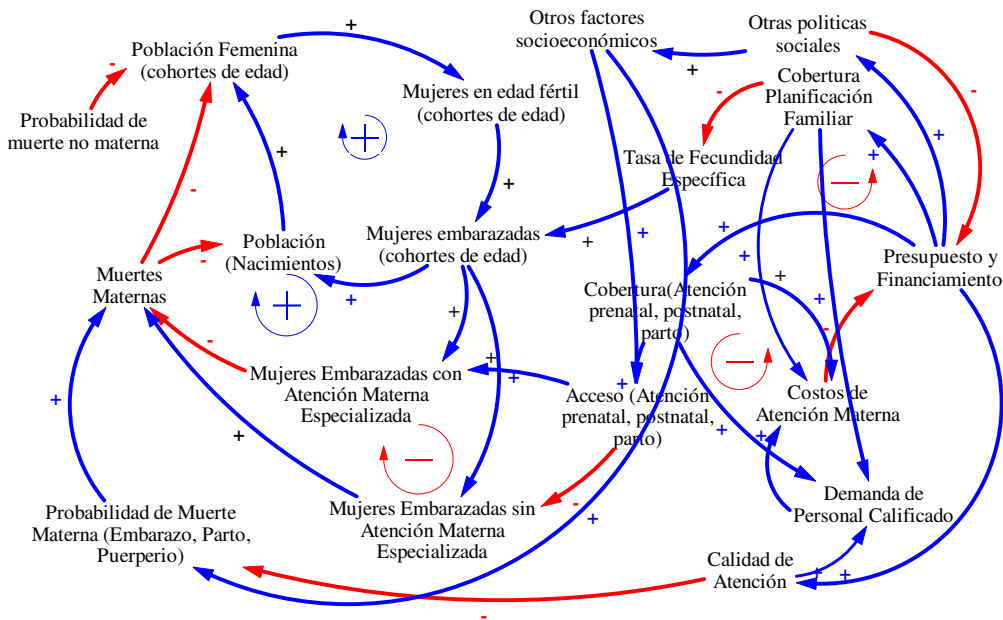 Otros factores
socioeconómicos
Otras politicas
sociales
Población Femenina
(cohortes de edad)
Mujeres en edad fértil
(cohortes de edad)
Cobertura
Planificación
Familiar
Probabilidad de
muerte no materna
Tasa de Fecundidad
Específica
Mujeres embarazadas
(cohortes de edad)
Población
(Nacimientos)
Presupuesto y
Financiamiento
Muertes
Maternas
Cobertura(Atención
prenatal, postnatal,
parto)
Mujeres Embarazadas con
Atención Materna
Especializada
Acceso (Atención
prenatal, postnatal,
parto)
Costos de
Atención Materna
Mujeres Embarazadas sin
Atención Materna
Especializada
Demanda de
Personal Calificado
Probabilidad de Muerte
Materna (Embarazo, Parto,
Puerperio)
Calidad de
Atención